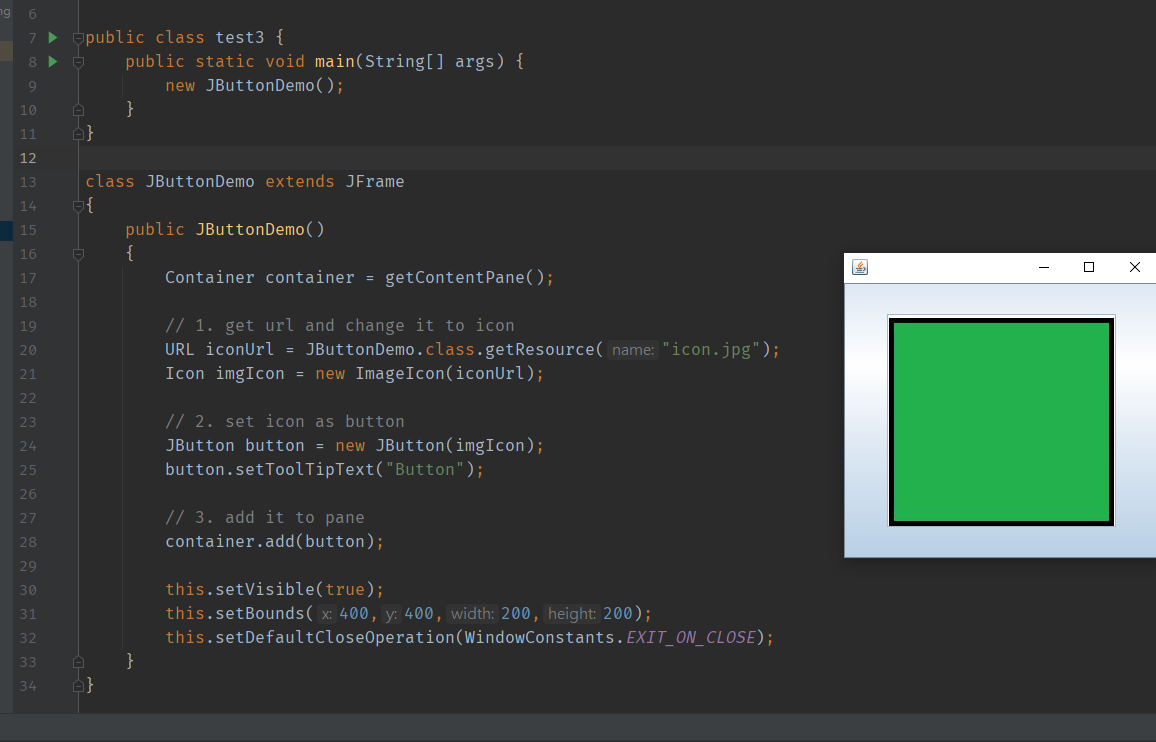 ng
6
7 public class test3 {
8 public static void main(String[] args) {
9 new JButtonDemo();
10 }
11 }
12
13 class JButtonDemo extends JFrame
14 {
15 public JButtonDemo()
16 {
17 Container container = getContentPane();
18
19 // 1. get url and change it to icon
20 URL iconUrl = JButtonDemo.class.getResource( name: "icon.jpg");
21 Icon imgIcon = new ImageIcon(iconUrl);
22
23 // 2. set icon as button
24 JButton button = new JButton(imgIcon);
25 button.setToolTipText("Button");
26
27 // 3. add it to pane
28 container.add(button);
29
30 this.setVisible(true);
31 this.setBounds( x: 400, y: 400, width: 200, height: 200);
32 this.setDefaultCloseOperation(WindowConstants.EXIT_ON_CLOSE);
33 }
34 }